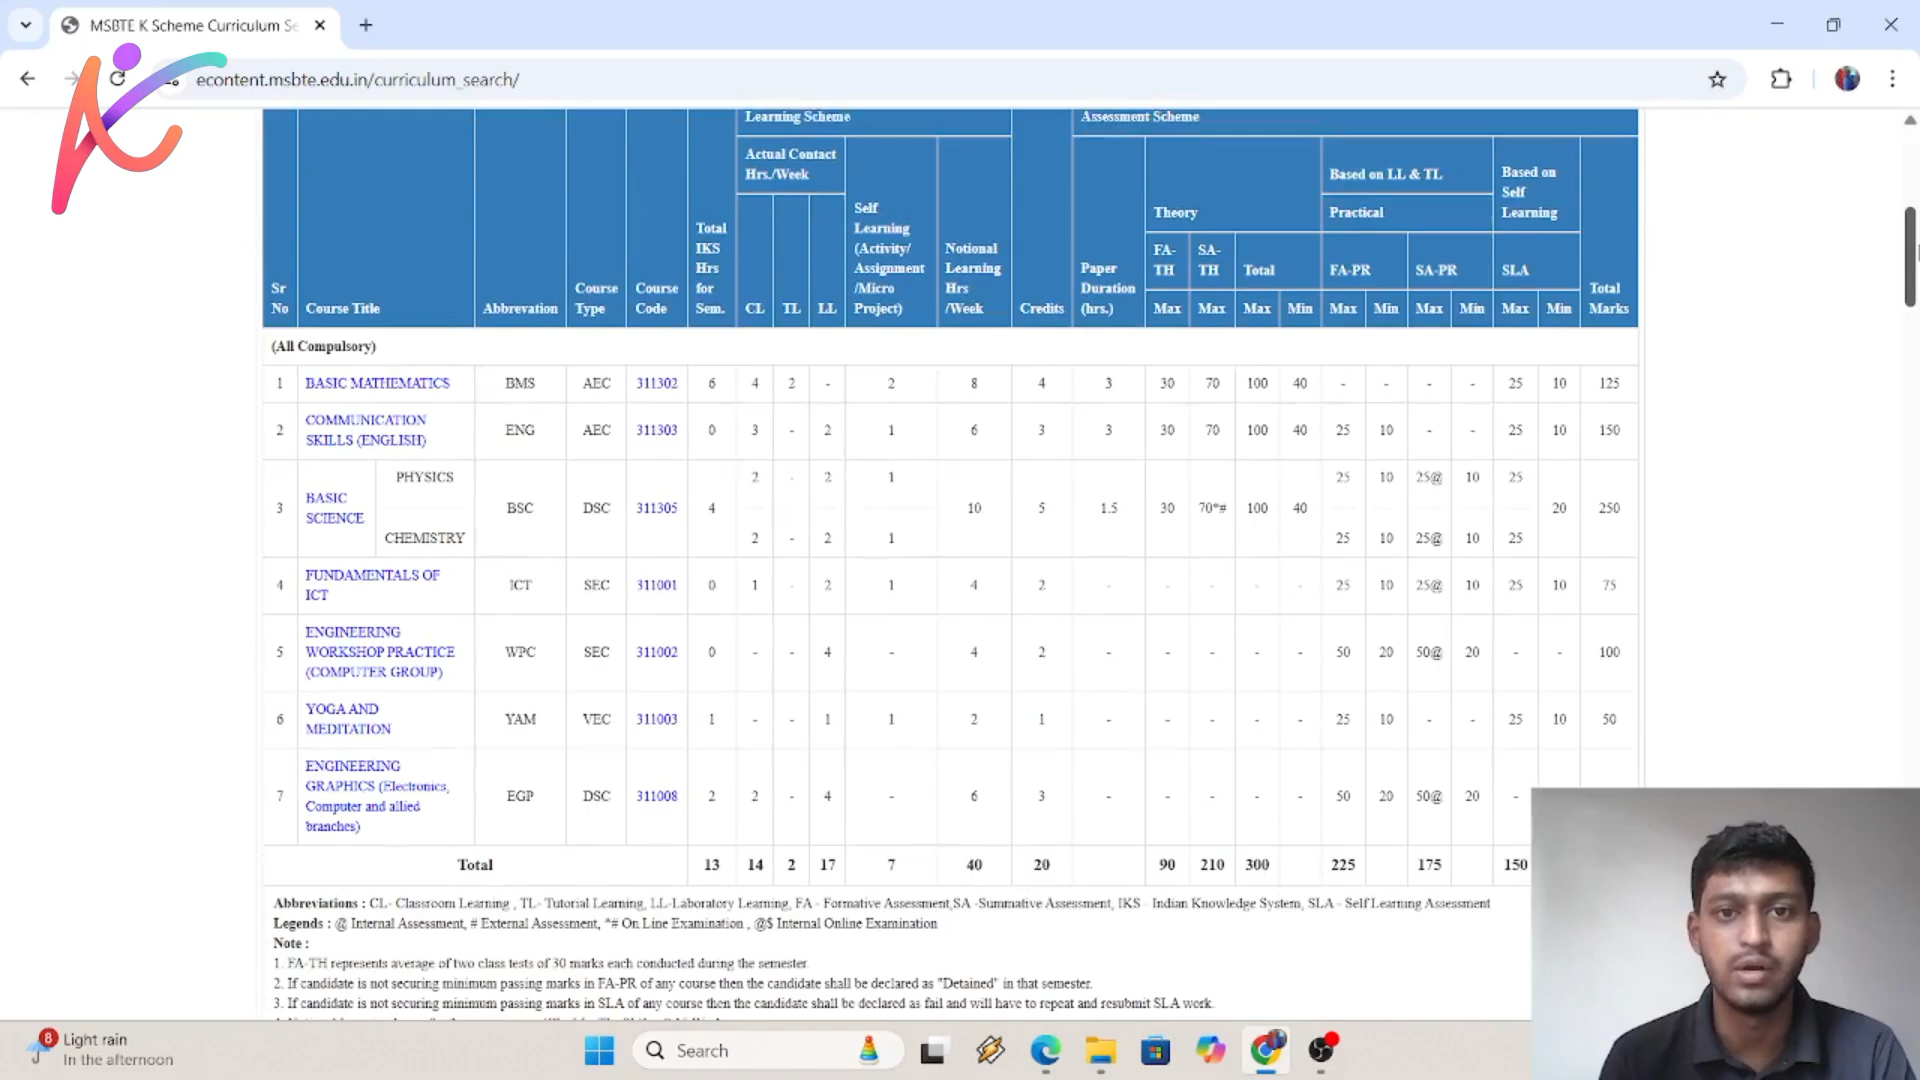 MSBTE K Scheme Curriculum Se
econtent.msbte.edu.in/curriculum_search/
Learning Scheme
Assessment Scheme
Actual Contact
Hrs./Week
Based on LL & TL
Based on
Self
Learning
Theory
Practical
Self
Learning
(Activity/
Assignment
/Micro
Project)
Notional
Learning
Hrs
/Week
Total
IKS
Hrs
for
Sem.
FA-
TH
SA-
TH
Total
FA-PR
SA-PR
SLA
Sr
No
Course Title
Abbrevation
Course
Type
Course
Code
CL TL LL
Credits
Paper
Duration
(hrs.)
Max Max Max Min Max Min Max Min Max Min
Total
Marks
(All Compulsory)
1 BASIC MATHEMATICS BMS AEC 311302 6 4 2 - 2 8 4 3 30 70 100 40 - - - - 25 10 125
2 COMMUNICATION
SKILLS (ENGLISH) ENG AEC 311303 0 3 - 2 1 6 3 3 30 70 100 40 25 10 - - 25 10 150
PHYSICS 2 - 2 1 25 10 25@ 10 25
3 BASIC
SCIENCE BSC DSC 311305 4 10 5 1.5 30 70*# 100 40 20 250
CHEMISTRY 2 - 2 1 25 10 25@ 10 25
4 FUNDAMENTALS OF
ICT ICT SEC 311001 0 1 - 2 1 4 2 - - - - - 25 10 25@ 10 25 10 75
5 ENGINEERING
WORKSHOP PRACTICE
(COMPUTER GROUP) WPC SEC 311002 0 - - 4 - 4 2 - - - - - 50 20 50@ 20 - - 100
6 YOGA AND
MEDITATION YAM VEC 311003 1 - - 1 1 2 1 - - - - - 25 10 - - 25 10 50
7 ENGINEERING
GRAPHICS (Electronics,
Computer and allied
branches) EGP DSC 311008 2 2 - 4 - 6 3 - - - - - 50 20 50@ 20 -
Total 13 14 2 17 7 40 20 90 210 300 225 175 150
Abbreviations : CL- Classroom Learning , TL- Tutorial Learning, LL-Laboratory Learning, FA - Formative Assessment,SA -Summative Assessment, IKS - Indian Knowledge System, SLA - Self Learning Assessment
Legends : @ Internal Assessment, # External Assessment, *# On Line Examination , @$ Internal Online Examination
Note :
1. FA-TH represents average of two class tests of 30 marks each conducted during the semester.
2. If candidate is not securing minimum passing marks in FA-PR of any course then the candidate shall be declared as "Detained" in that semester.
3. If candidate is not securing minimum passing marks in SLA of any course then the candidate shall be declared as fail and will have to repeat and resubmit SLA work.
8
Light rain
In the afternoon
Search